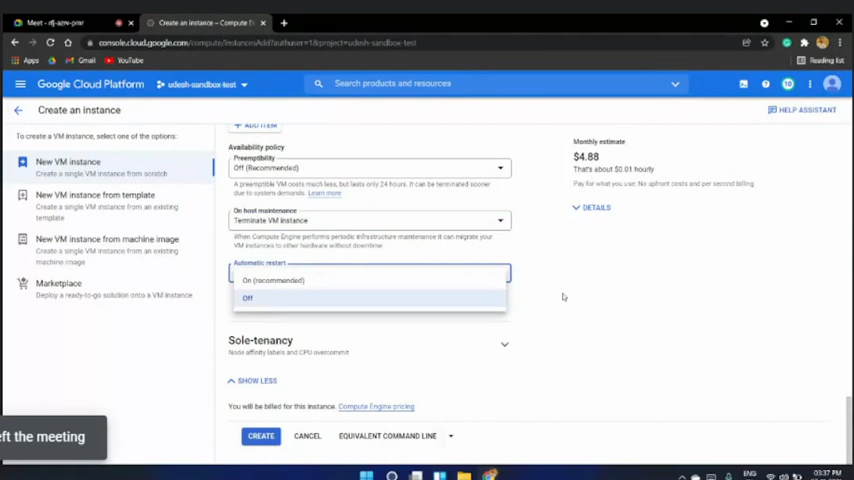 Create an instance – Compute
console.cloud.google.com/compute/instancesAdd?authuser=1&project=udesh-sandbox-test
Apps
Gmail
YouTube
Reading list
Google Cloud Platform
udesh-sandbox-test
Search products and resources
10
Create an instance
HELP ASSISTANT
To create a VM instance, select one of the options:
New VM instance
Create a single VM instance from scratch
New VM instance from template
Create a single VM instance from an existing
template
New VM instance from machine image
Create a single VM instance from an existing
machine image
Marketplace
Deploy a ready-to-go solution onto a VM instance
ADD ITEM
Availability policy
Preemptibility
Off (Recommended)
A preemptible VM costs much less, but lasts only 24 hours. It can be terminated sooner
due to system demands. Learn more
On host maintenance
Terminate VM instance
When Compute Engine performs periodic infrastructure maintenance it can migrate your
VM instances to other hardware without downtime
Automatic restart
On (recommended)
Off
Sole-tenancy
Node affinity labels and CPU overcommit
SHOW LESS
You will be billed for this instance. Compute Engine pricing
CREATE
CANCEL
EQUIVALENT COMMAND LINE
Monthly estimate
$4.88
That's about $0.01 hourly
Pay for what you use: No upfront costs and per second billing
DETAILS
eft the meeting
ENG
03:37 PM